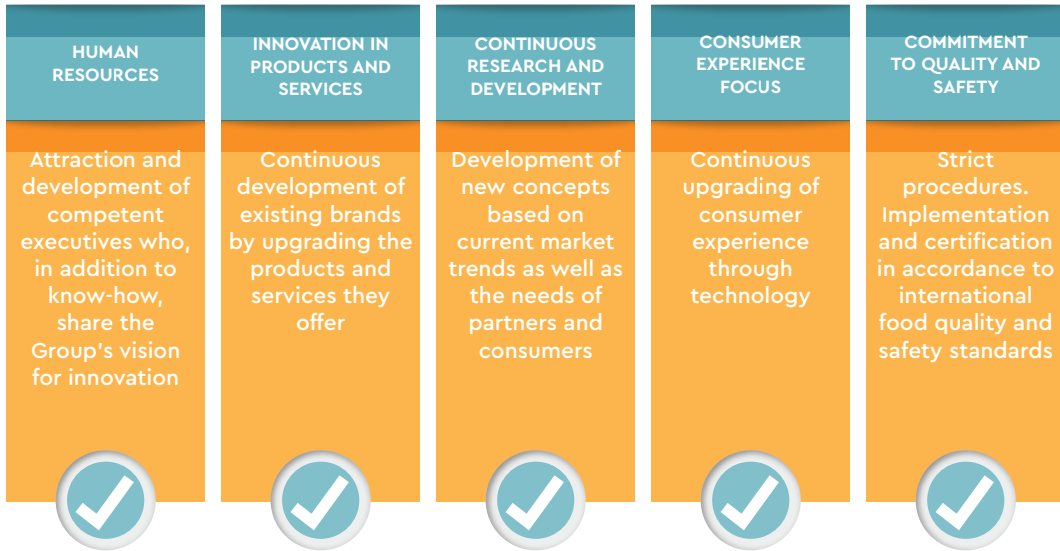 HUMAN
RESOURCES
Attraction and
development of
competent
executives who,
in addition to
know-how,
share the
Group's vision
for innovation
INNOVATION IN
PRODUCTS AND
SERVICES
Continuous
development of
existing brands
by upgrading the
products and
services they
offer
CONTINUOUS
RESEARCH AND
DEVELOPMENT
Development of
new concepts
based on
current market
trends as well as
the needs of
partners and
consumers
CONSUMER
EXPERIENCE
FOCUS
Continuous
upgrading of
consumer
experience
through
technology
COMMITMENT
TO QUALITY AND
SAFETY
Strict
procedures.
Implementation
and certification
in accordance to
international
food quality and
safety standards